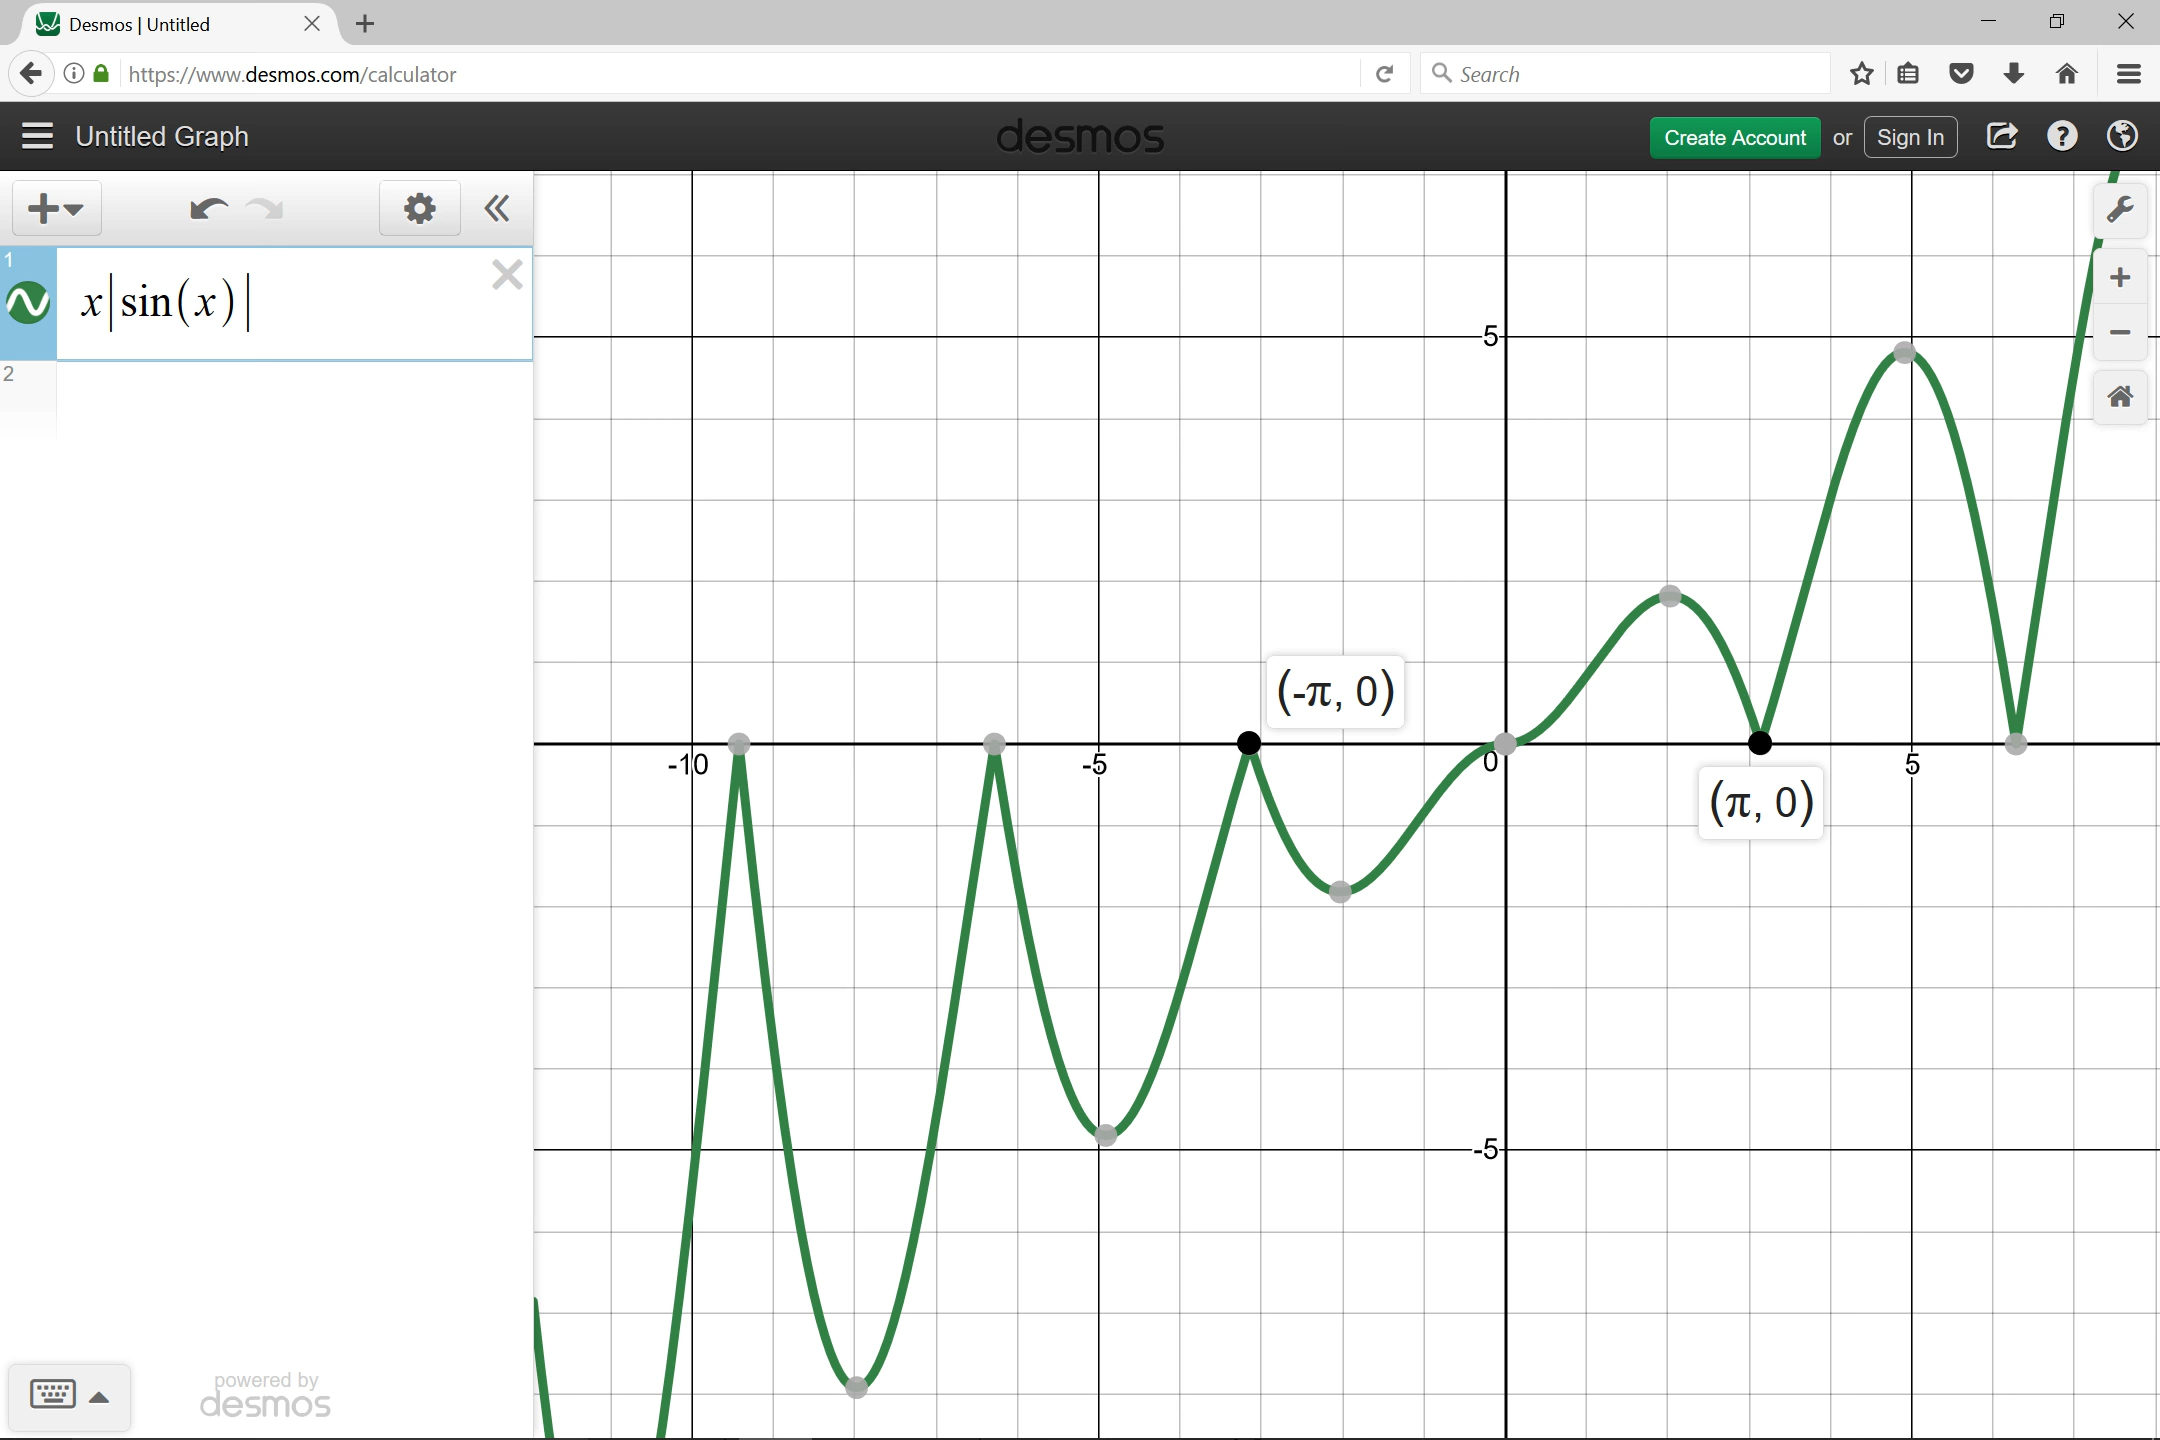 Desmos | Untitled
https://www.desmos.com/calculator
Search
Untitled Graph
desmos
Create Account or Sign In
1
x|sin(x)|
2
5
(-π, 0)
-10
-5
0
5
(π, 0)
-5
powered by
desmos